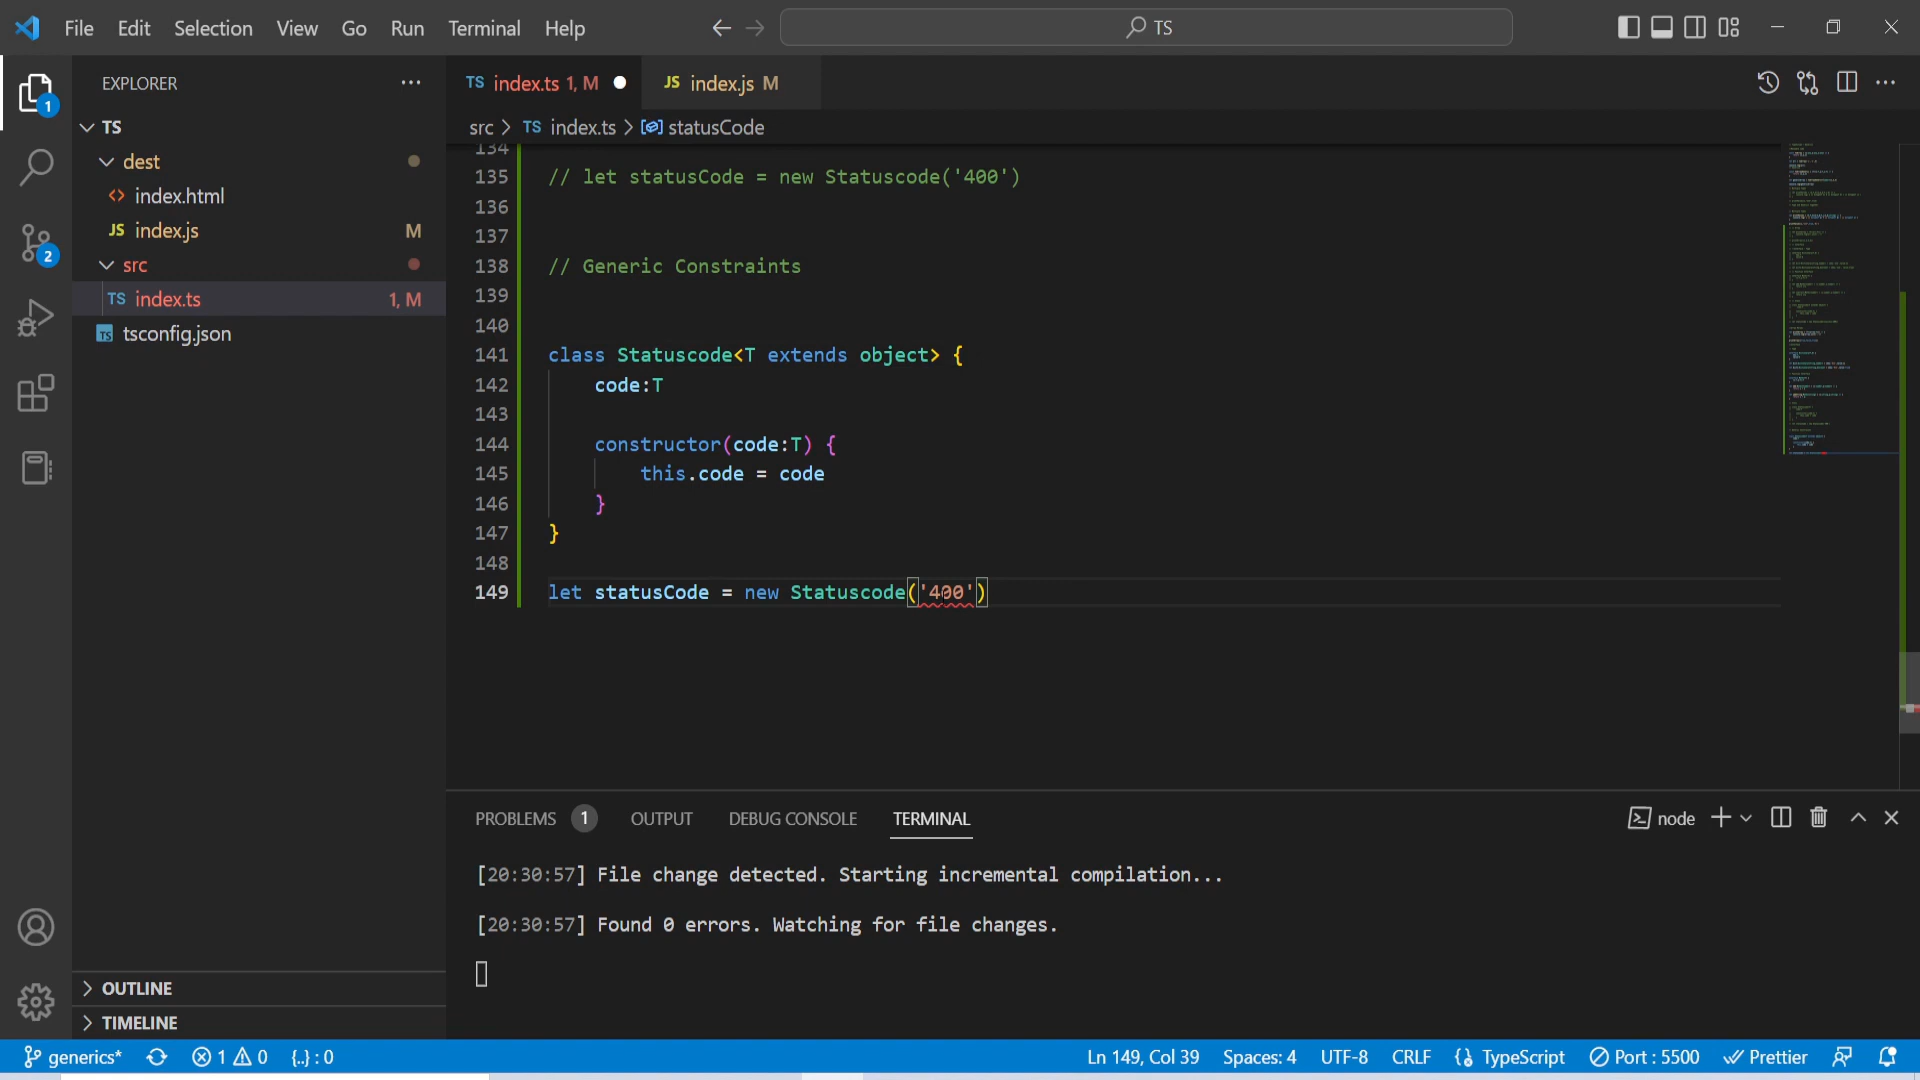 File Edit Selection View Go Run Terminal Help
TS
EXPLORER
TS index.ts 1, M
JS index.js M
TS
src > TS index.ts > statusCode
dest
<> index.html
JS index.js M
src
TS index.ts 1, M
TS tsconfig.json
134
135 // let statusCode = new Statuscode('400')
136
137
138 // Generic Constraints
139
140
141 class Statuscode<T extends object> {
142 code:T
143
144 constructor(code:T) {
145 this.code = code
146 }
147 }
148
149 let statusCode = new Statuscode('400')
1
2
PROBLEMS 1 OUTPUT DEBUG CONSOLE TERMINAL
node
[20:30:57] File change detected. Starting incremental compilation...
[20:30:57] Found 0 errors. Watching for file changes.
OUTLINE
TIMELINE
generics* 1 0 {..} : 0
Ln 149, Col 39 Spaces: 4 UTF-8 CRLF {} TypeScript Port : 5500 Prettier